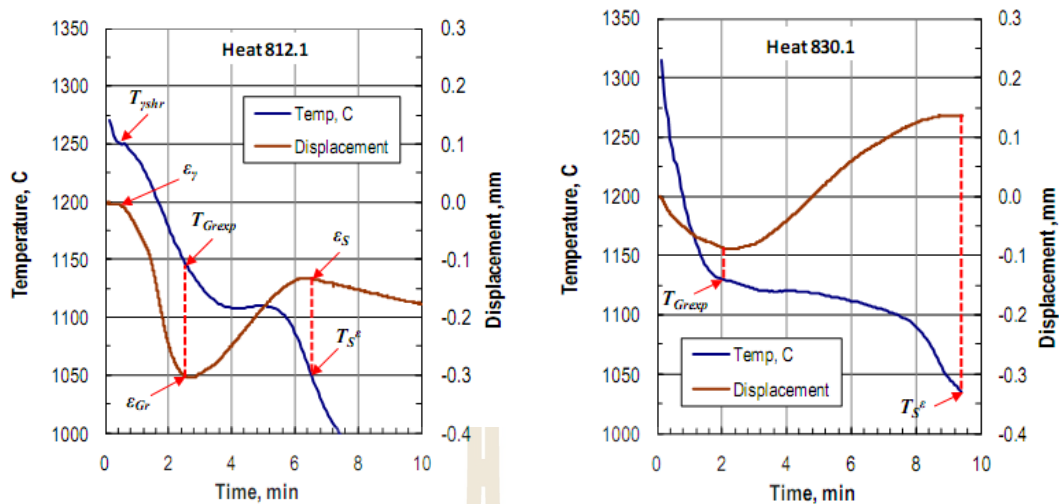 Heat 812.1
Temperature, C
1350
1300
1250
1200
1150
1100
1050
1000
0.3
0.2
0.1
0.0
-0.1
-0.2
-0.3
-0.4
Displacement ,mm
Tγshr
Temp, C
Displacement
εγ
TGrexp
εS
TSε
εGr
0 2 4 6 8 10
Time, min
Heat 830.1
Temperature, C
1350
1300
1250
1200
1150
1100
1050
1000
0.3
0.2
0.1
0.0
-0.1
-0.2
-0.3
-0.4
Displacement ,mm
TGrexp
Temp, C
Displacement
TSε
0 2 4 6 8 10
Time, min